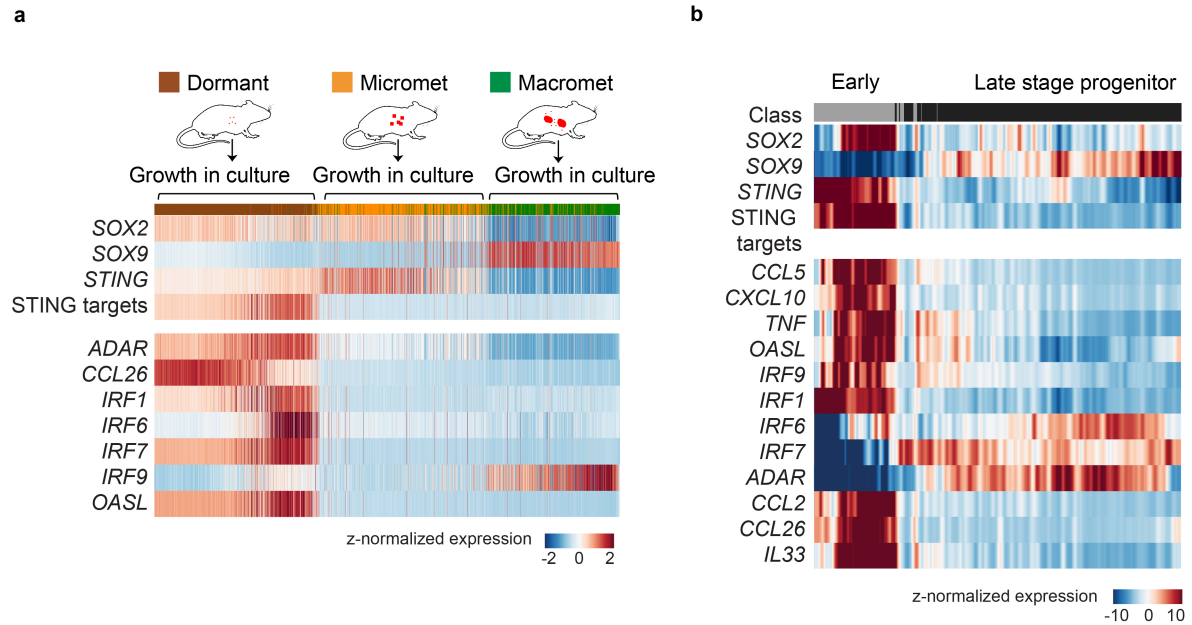 a
Dormant
Micromet
Macromet
Growth in culture
Growth in culture
Growth in culture
SOX2
SOX9
STING
STING targets
ADAR
CCL26
IRF1
IRF6
IRF7
IRF9
OASL
z-normalized expression
-2 0 2
b
Early
Late stage progenitor
Class
SOX2
SOX9
STING
STING
targets
CCL5
CXCL10
TNF
OASL
IRF9
IRF1
IRF6
IRF7
ADAR
CCL2
CCL26
IL33
z-normalized expression
-10 0 10